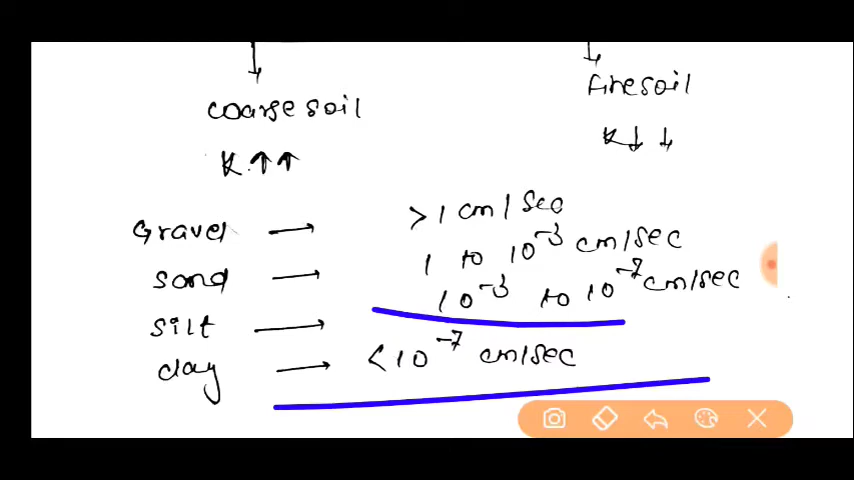 coarse soil
fine soil
K ↑↑
K↓ ↓
Gravel → > 1 cm/sec
sand → 1 to 10⁻³ cm/sec
silt → 10⁻³ to 10⁻⁷ cm/sec
clay → < 10⁻⁷ cm/sec